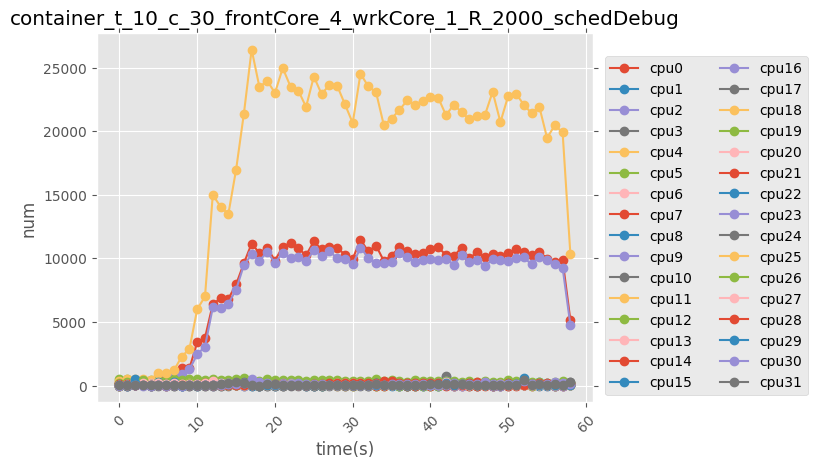 container_t_10_c_30_frontCore_4_wrkCore_1_R_2000_schedDebug
25000
20000
15000
10000
5000
0
num
0
10
20
30
40
50
60
time(s)
cpu0
cpu1
cpu2
cpu3
cpu4
cpu5
cpu6
cpu7
cpu8
cpu9
cpu10
cpu11
cpu12
cpu13
cpu14
cpu15
cpu16
cpu17
cpu18
cpu19
cpu20
cpu21
cpu22
cpu23
cpu24
cpu25
cpu26
cpu27
cpu28
cpu29
cpu30
cpu31